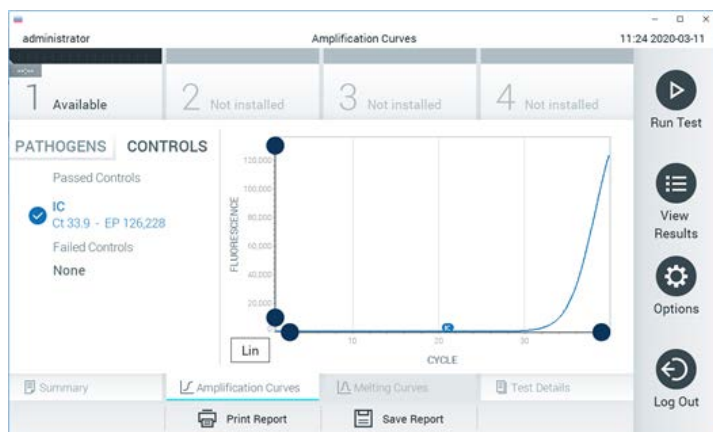 administrator
Amplification Curves
11:24 2020-03-11
1 Available
2 Not installed
3 Not installed
4 Not installed
Run Test
PATHOGENS
CONTROLS
Passed Controls
IC
Ct 33.9 - EP 126,228
Failed Controls
None
FLUORESCENCE
120,000
100,000
80,000
60,000
40,000
20,000
IC
10
20
30
CYCLE
Lin
View
Results
Options
Log Out
Summary
Amplification Curves
Melting Curves
Test Details
Print Report
Save Report